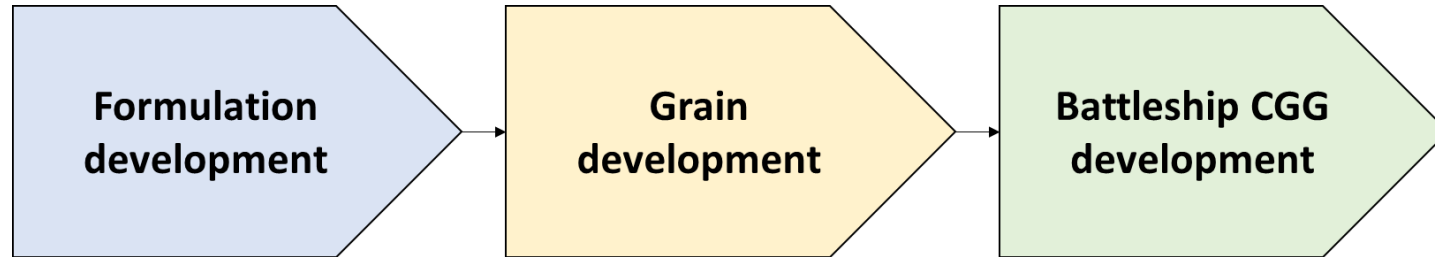 Formulation
development
Grain
development
Battleship CGG
development